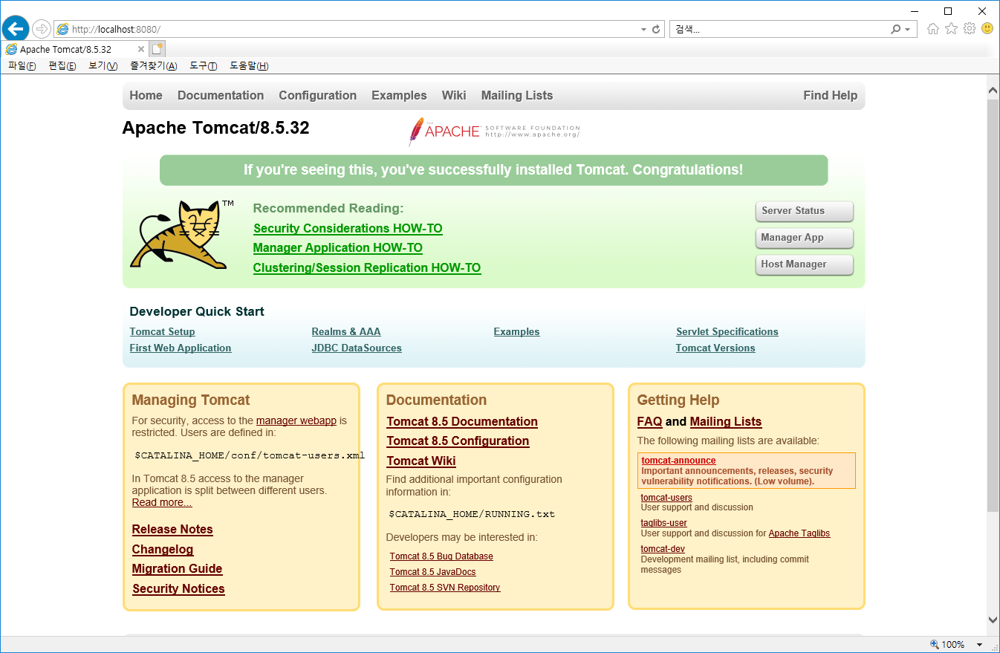 http://localhost:8080/
검색...
Apache Tomcat/8.5.32
파일(F) 편집(E) 보기(V) 즐겨찾기(A) 도구(T) 도움말(H)
Home Documentation Configuration Examples Wiki Mailing Lists Find Help
Apache Tomcat/8.5.32
THE APACHE SOFTWARE FOUNDATION
http://www.apache.org/
If you're seeing this, you've successfully installed Tomcat. Congratulations!
TM
Recommended Reading:
Security Considerations HOW-TO
Manager Application HOW-TO
Clustering/Session Replication HOW-TO
Server Status
Manager App
Host Manager
Developer Quick Start
Tomcat Setup
First Web Application
Realms & AAA
JDBC DataSources
Examples
Servlet Specifications
Tomcat Versions
Managing Tomcat
For security, access to the manager webapp is
restricted. Users are defined in:
$CATALINA_HOME/conf/tomcat-users.xml
In Tomcat 8.5 access to the manager
application is split between different users.
Read more...
Release Notes
Changelog
Migration Guide
Security Notices
Documentation
Tomcat 8.5 Documentation
Tomcat 8.5 Configuration
Tomcat Wiki
Find additional important configuration
information in:
$CATALINA_HOME/RUNNING.txt
Developers may be interested in:
Tomcat 8.5 Bug Database
Tomcat 8.5 JavaDocs
Tomcat 8.5 SVN Repository
Getting Help
FAQ and Mailing Lists
The following mailing lists are available:
tomcat-announce
Important announcements, releases, security
vulnerability notifications. (Low volume).
tomcat-users
User support and discussion
taglibs-user
User support and discussion for Apache Taglibs
tomcat-dev
Development mailing list, including commit
messages
100%